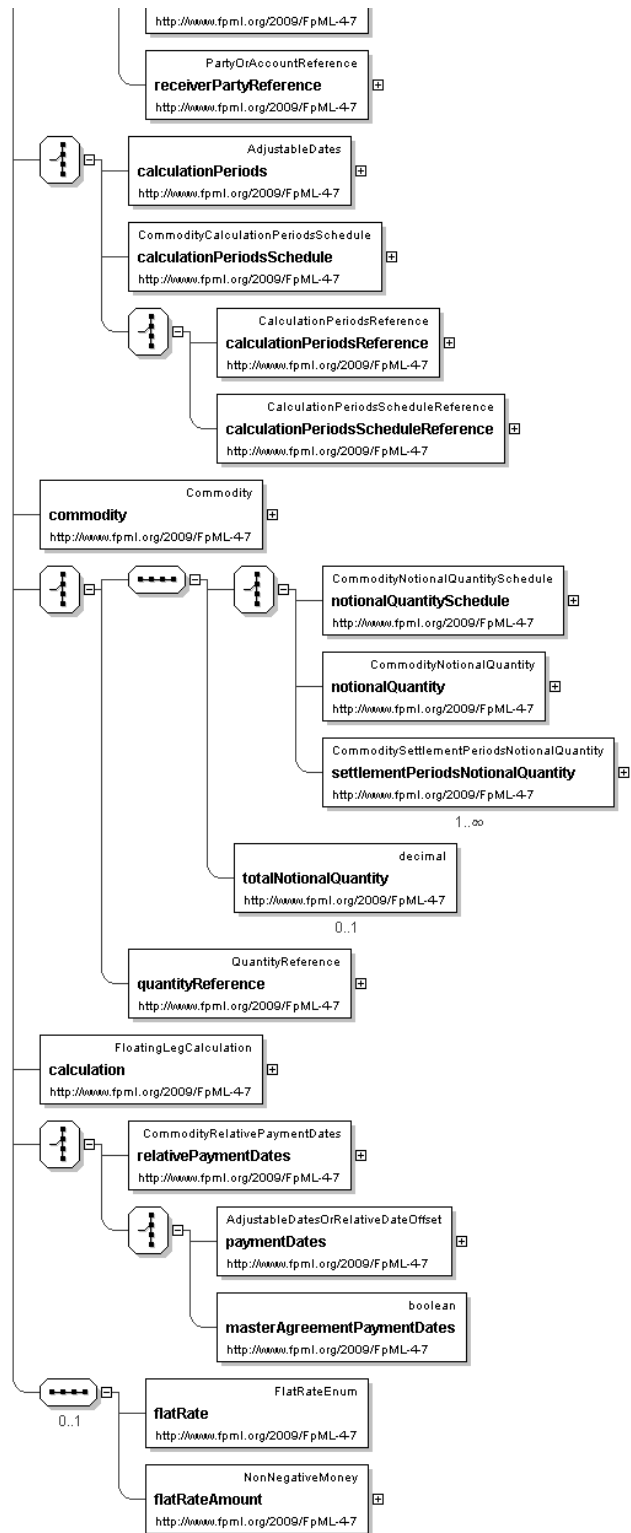 http://www.fpml.org/2009/FpML-4-7
PartyOrAccountReference
receiverPartyReference
http://www.fpml.org/2009/FpML-4-7
AdjustableDates
calculationPeriods
http://www.fpml.org/2009/FpML-4-7
CommodityCalculationPeriodsSchedule
calculationPeriodsSchedule
http://www.fpml.org/2009/FpML-4-7
CalculationPeriodsReference
calculationPeriodsReference
http://www.fpml.org/2009/FpML-4-7
CalculationPeriodsScheduleReference
calculationPeriodsScheduleReference
http://www.fpml.org/2009/FpML-4-7
Commodity
commodity
http://www.fpml.org/2009/FpML-4-7
CommodityNotionalQuantitySchedule
notionalQuantitySchedule
http://www.fpml.org/2009/FpML-4-7
CommodityNotionalQuantity
notionalQuantity
http://www.fpml.org/2009/FpML-4-7
CommoditySettlementPeriodsNotionalQuantity
settlementPeriodsNotionalQuantity
http://www.fpml.org/2009/FpML-4-7
1..∞
decimal
totalNotionalQuantity
http://www.fpml.org/2009/FpML-4-7
0..1
QuantityReference
quantityReference
http://www.fpml.org/2009/FpML-4-7
FloatingLegCalculation
calculation
http://www.fpml.org/2009/FpML-4-7
CommodityRelativePaymentDates
relativePaymentDates
http://www.fpml.org/2009/FpML-4-7
AdjustableDatesOrRelativeDateOffset
paymentDates
http://www.fpml.org/2009/FpML-4-7
boolean
masterAgreementPaymentDates
http://www.fpml.org/2009/FpML-4-7
0..1
FlatRateEnum
flatRate
http://www.fpml.org/2009/FpML-4-7
NonNegativeMoney
flatRateAmount
http://www.fpml.org/2009/FpML-4-7